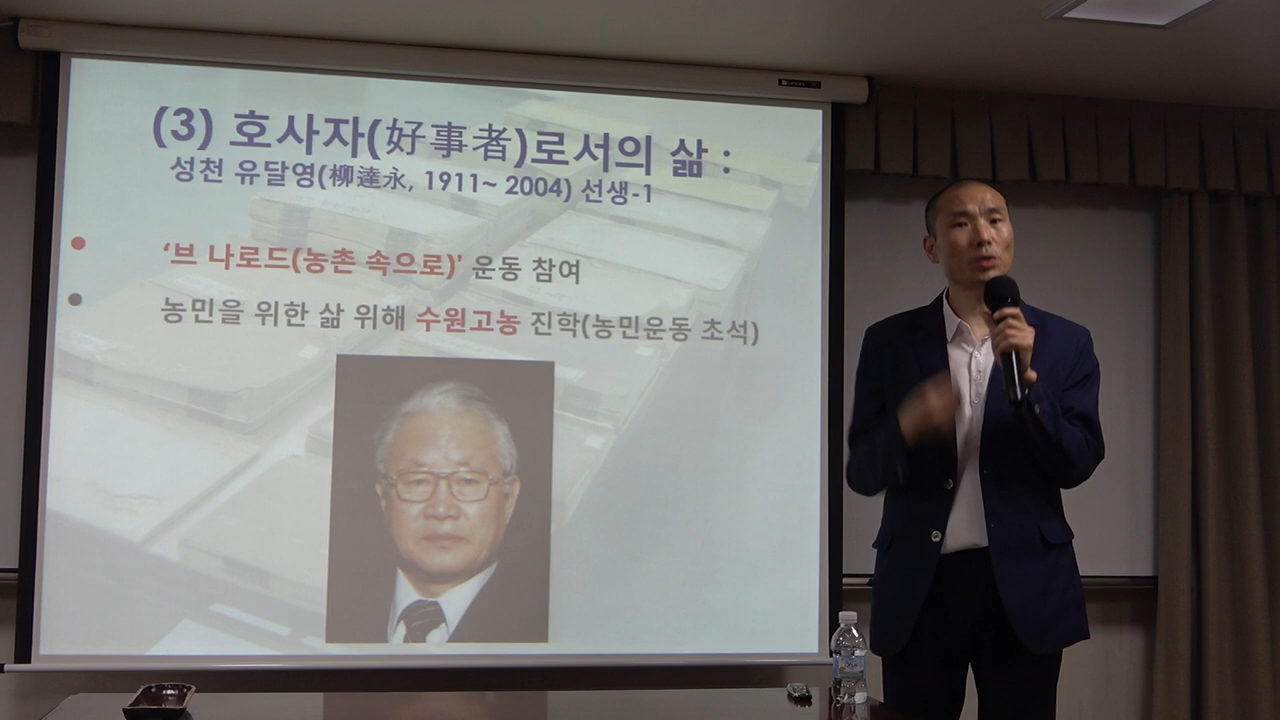 (3) 호사자(好事者)로서의 삶 :
성천 유달영(柳達永, 1911~ 2004) 선생-1
‘브 나로드(농촌 속으로)’ 운동 참여
농민을 위한 삶 위해 수원고농 진학(농민운동 초석)